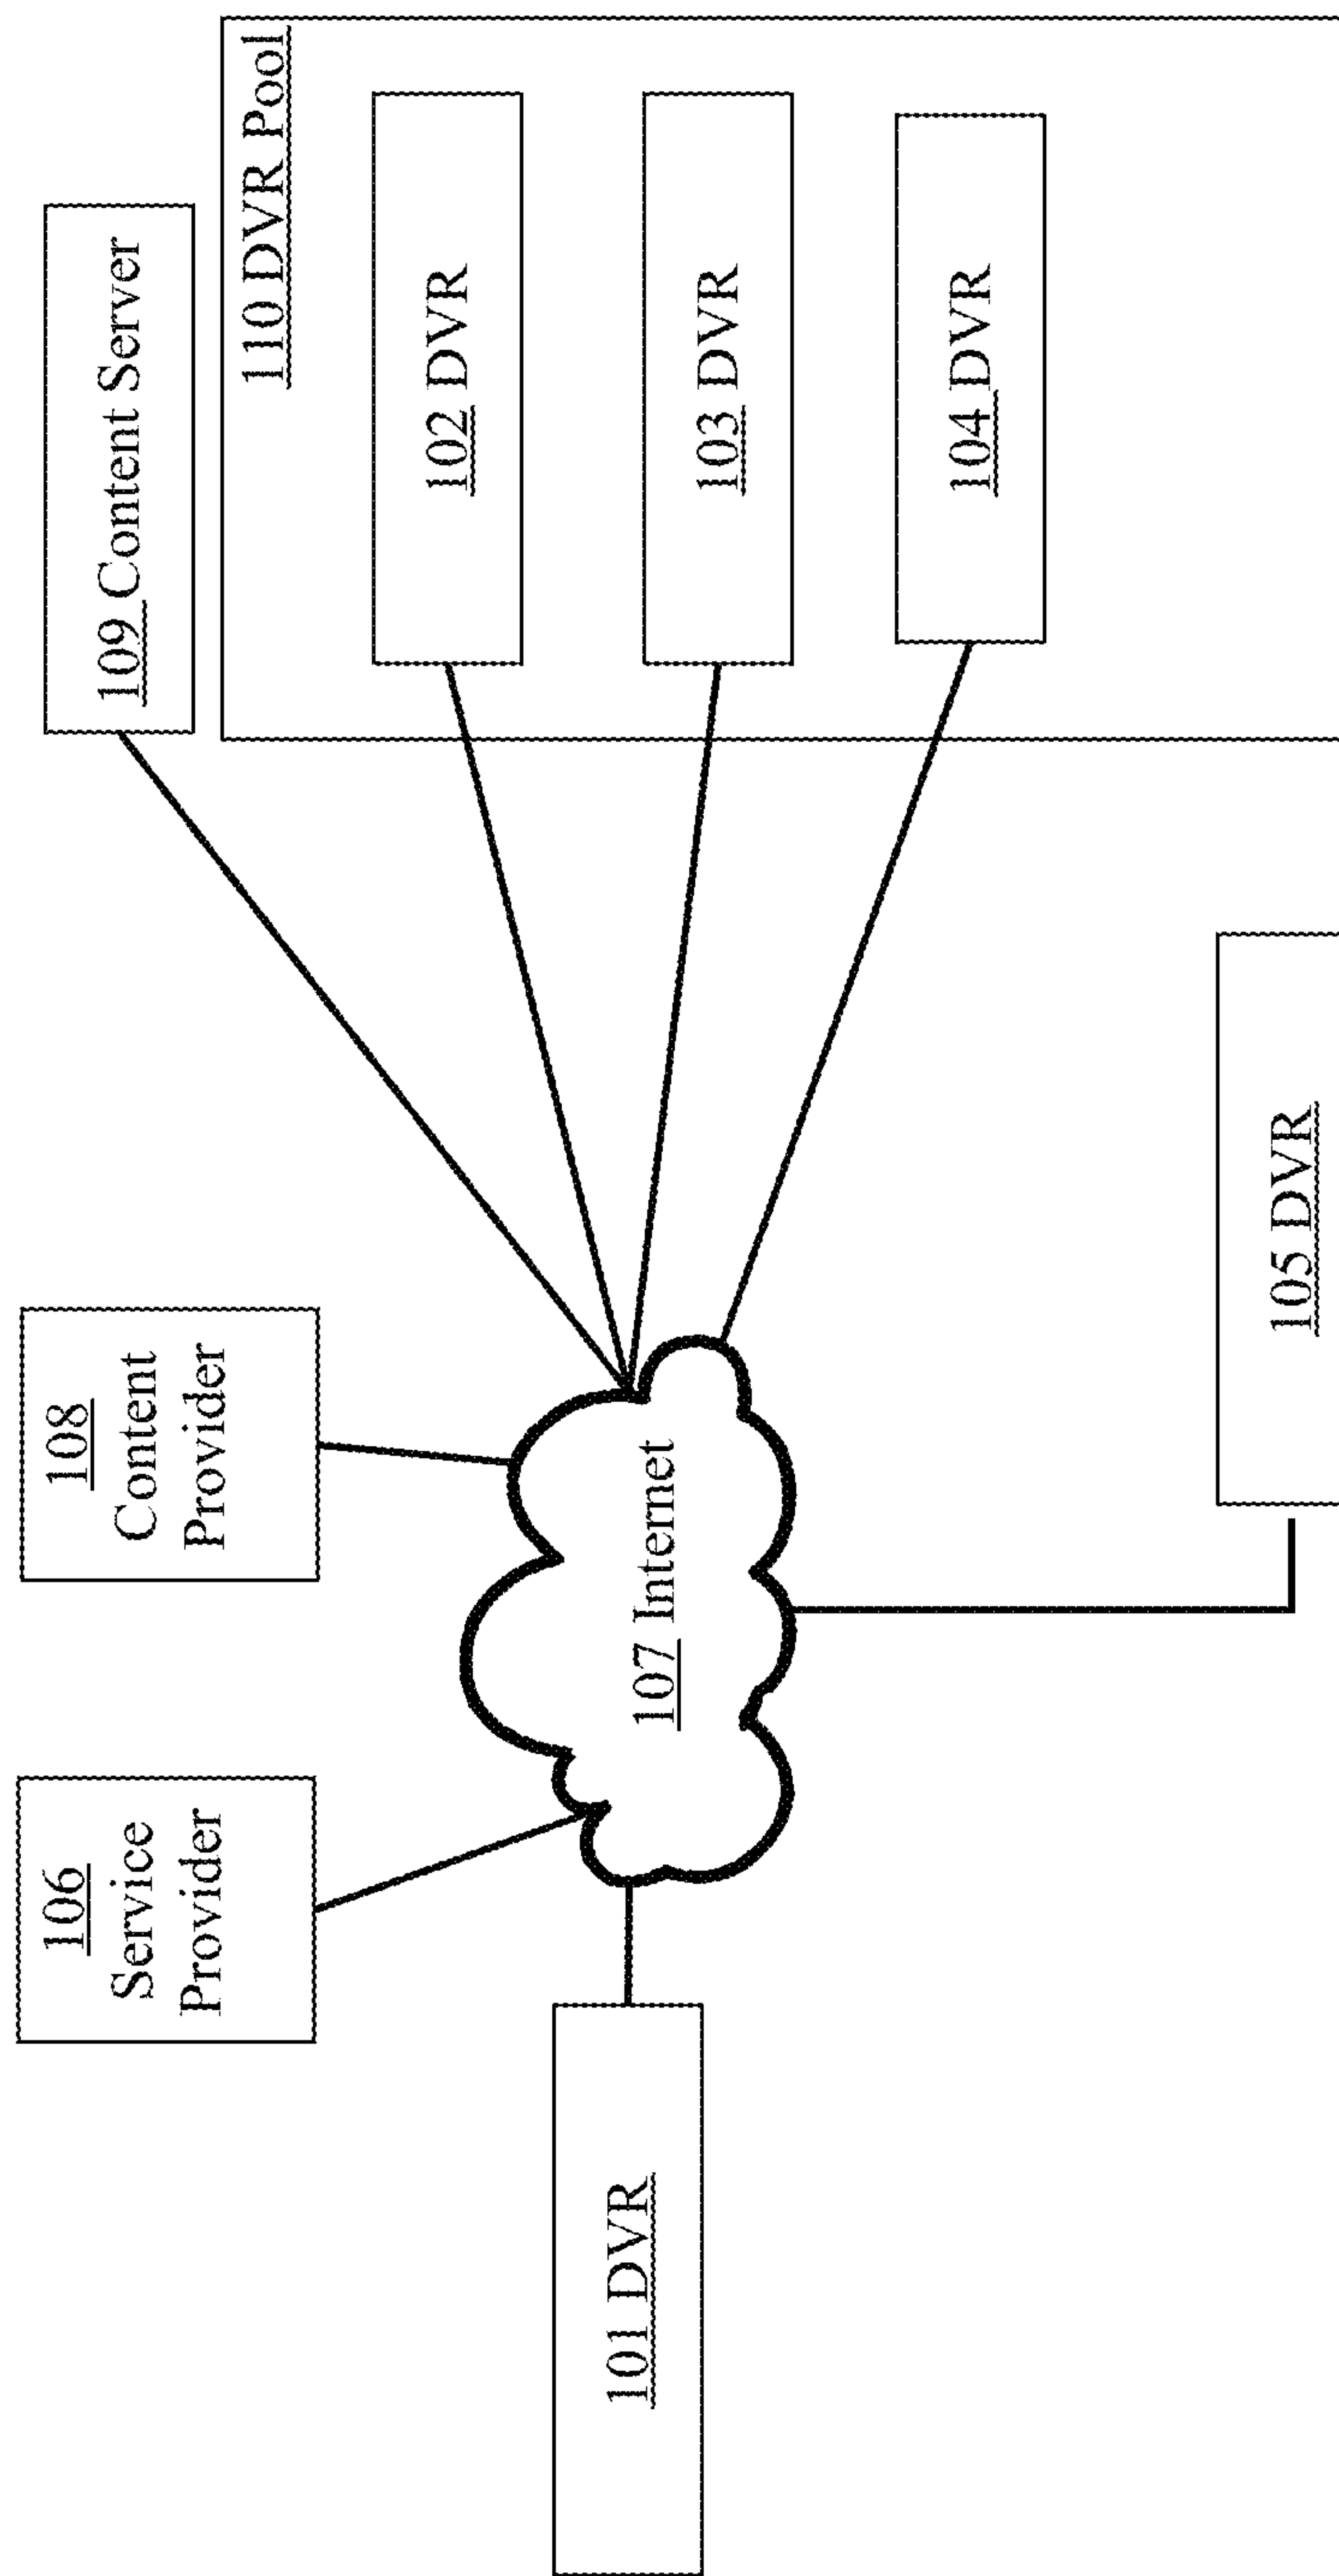 106
Service
Provider
108
Content
Provider
109 Content Server
110 DVR Pool
102 DVR
101 DVR
107 Internet
103 DVR
104 DVR
105 DVR